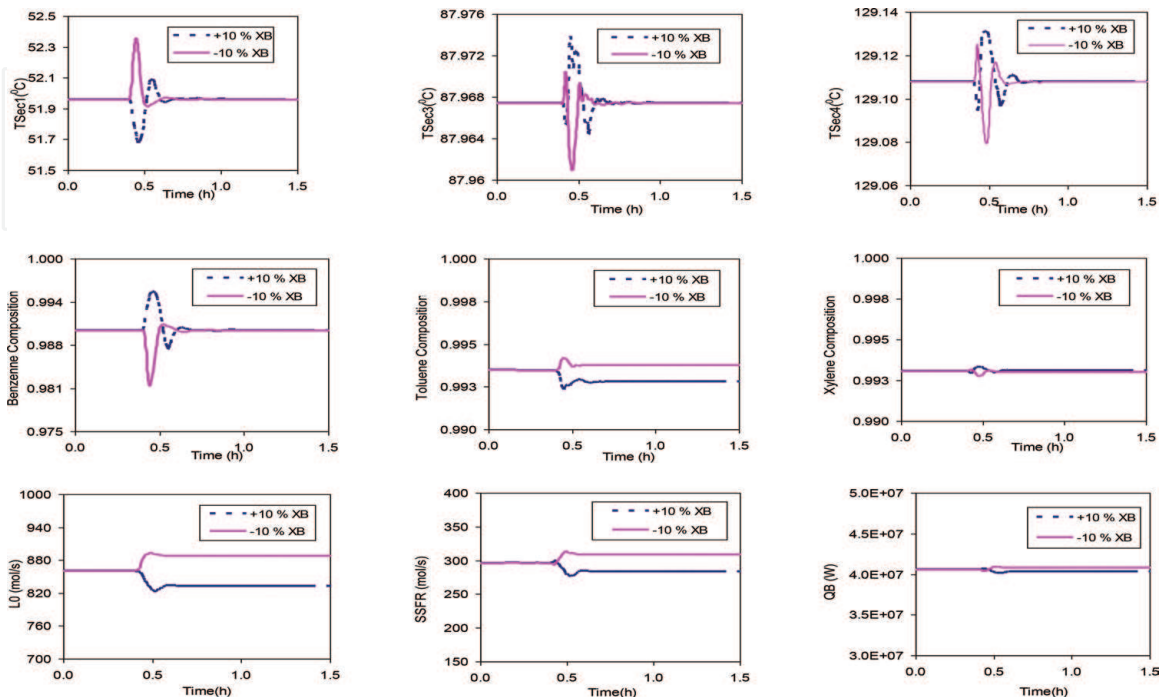 52.5
52.3
52.1
51.9
51.7
51.5
TSec1(⁰C)
+10 % XB
-10 % XB
0.0 0.5 1.0 1.5
Time (h)
87.976
87.972
87.968
87.964
87.96
TSec3(⁰C)
+10 % XB
-10 % XB
0.0 0.5 1.0 1.5
Time (h)
129.14
129.12
129.10
129.08
129.06
TSec4(⁰C)
+10 % XB
-10 % XB
0.0 0.5 1.0 1.5
Time (h)
1.000
0.994
0.988
0.981
0.975
Benzenne Composition
+10 % XB
-10 % XB
0.0 0.5 1.0 1.5
Time (h)
1.000
0.998
0.995
0.993
0.990
Toluene Composition
+10 % XB
-10 % XB
0.0 0.5 1.0 1.5
Time (h)
1.000
0.998
0.995
0.993
0.990
Xylene Composition
+10 % XB
-10 % XB
0.0 0.5 1.0 1.5
Time (h)
1000
940
880
820
760
700
L0 (mol/s)
+10 % XB
-10 % XB
0.0 0.5 1.0 1.5
Time(h)
400
350
300
250
200
150
SSFR (mol/s)
+10 % XB
-10 % XB
0.0 0.5 1.0 1.5
Time(h)
5.0E+07
4.5E+07
4.0E+07
3.5E+07
3.0E+07
QB (W)
+10 % XB
-10 % XB
0.0 0.5 1.0 1.5
Time(h)